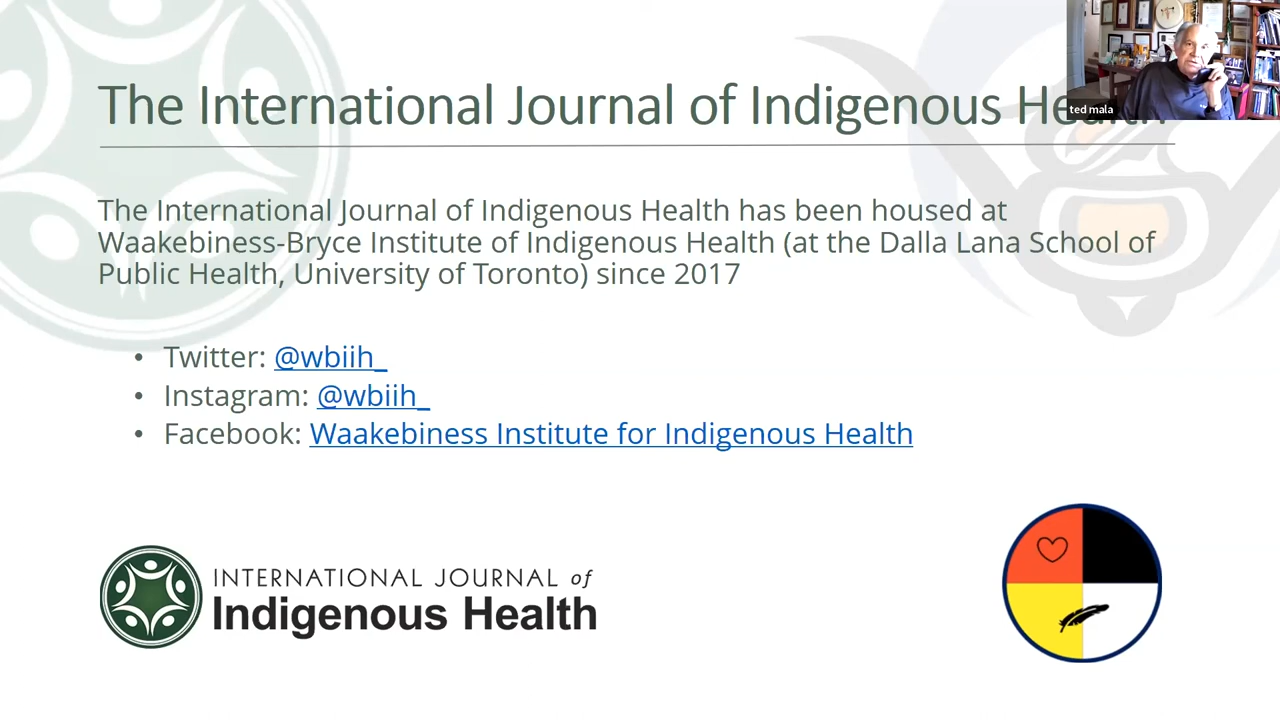 The International Journal of Indigenous Health
ted mala
The International Journal of Indigenous Health has been housed at
Waakebiness-Bryce Institute of Indigenous Health (at the Dalla Lana School of
Public Health, University of Toronto) since 2017
• Twitter: @wbiih_
• Instagram: @wbiih_
• Facebook: Waakebiness Institute for Indigenous Health
INTERNATIONAL JOURNAL of
Indigenous Health